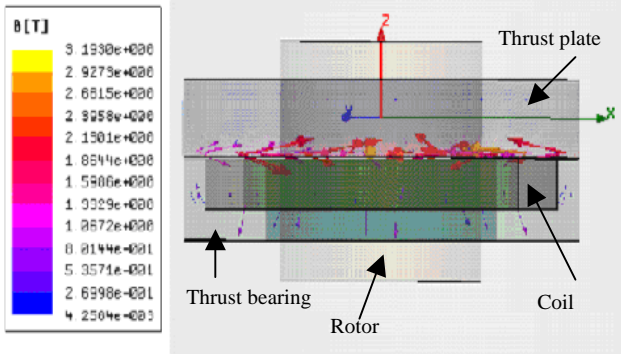 B[T]
3.1930e+000
2.9273e+000
2.6615e+000
2.3958e+000
2.1301e+000
1.8644e+000
1.5986e+000
1.3329e+000
1.0672e+000
8.0144e-001
5.3571e-001
2.6998e-001
4.2504e-003
Z
Thrust plate
Y
X
Thrust bearing
Coil
Rotor